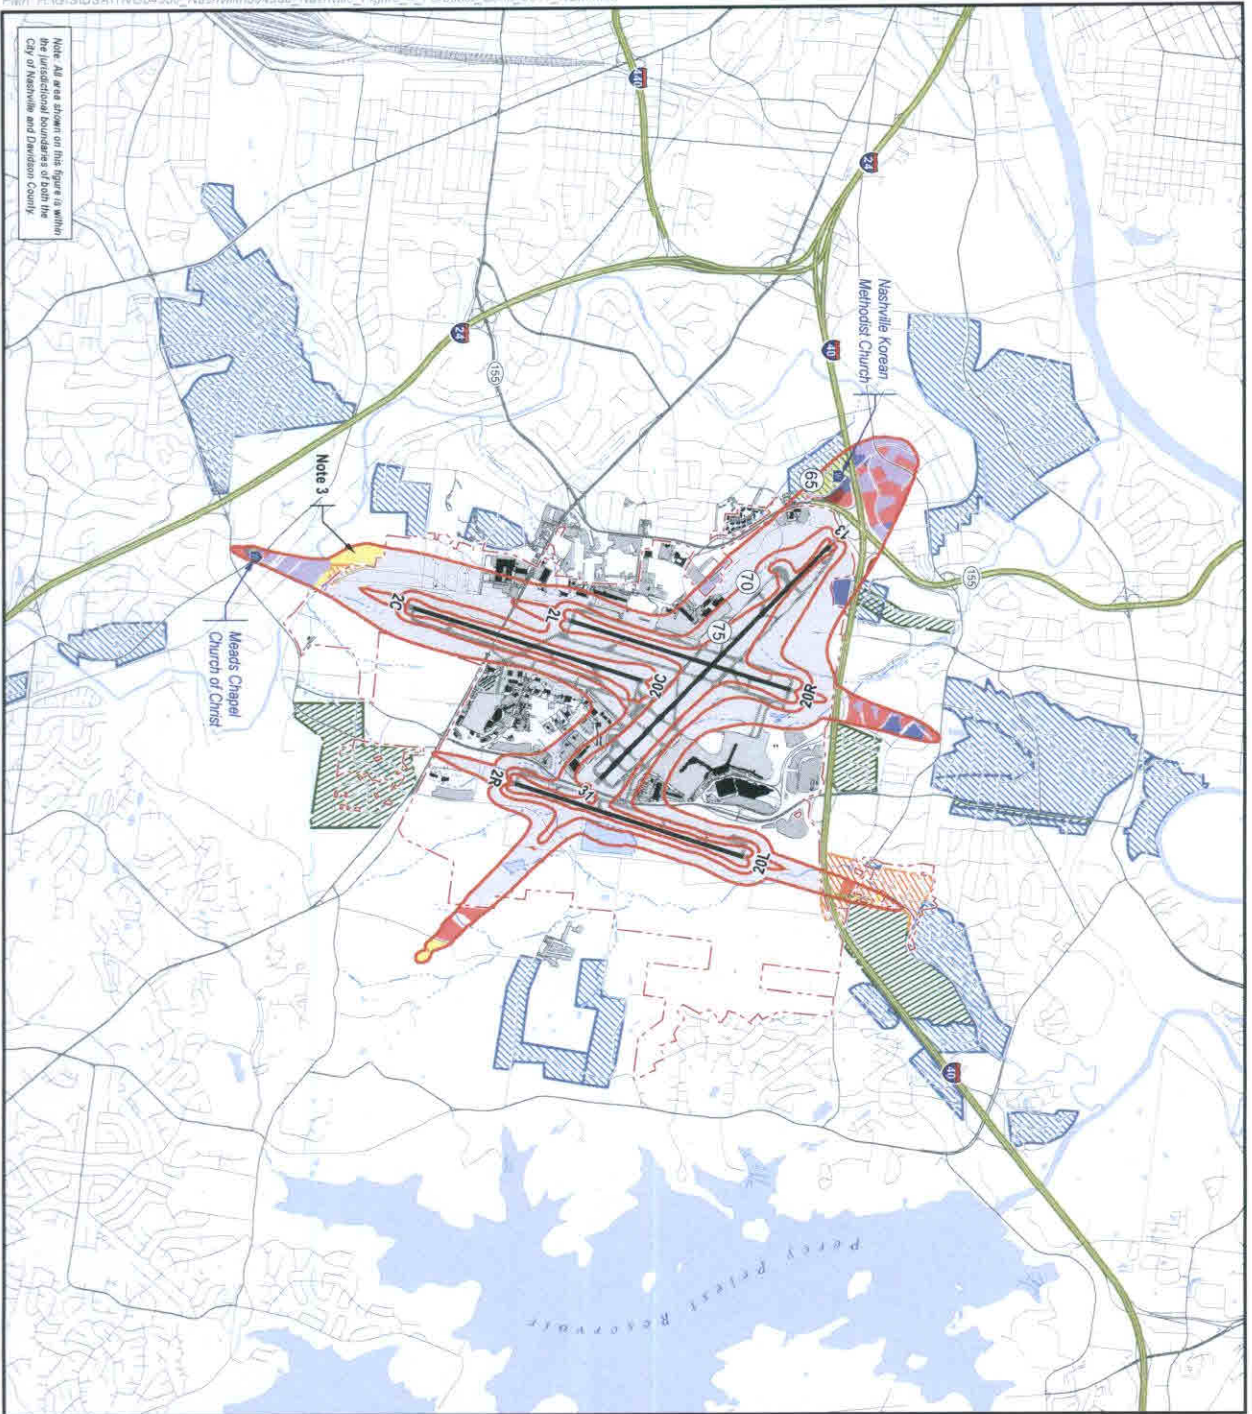 Note: All area shown on this figure is within
the jurisdictional boundaries of both the
City of Nashville and Davidson County.
440
24
40
Nashville Korean
Methodist Church
24
155
155
65
13
70
75
Note 3
2C
2L
20C
20R
2R
31
20L
Meads Chapel
Church of Christ
40
Percy Priest Reservoir